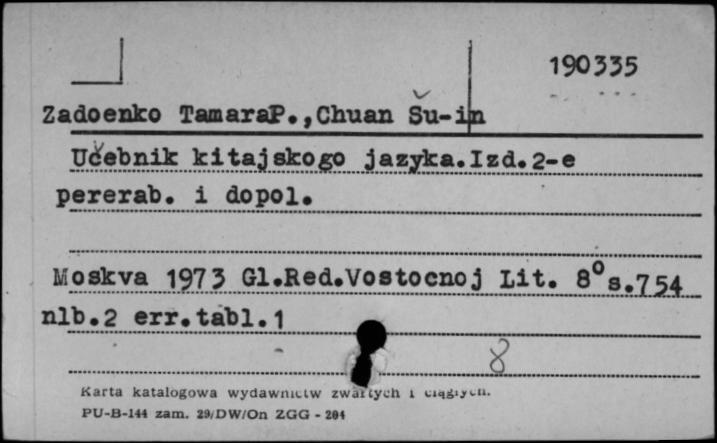 190335
Zadoenko TamaraP.,Chuan Šu-in
Učebnik kitajskogo jazyka.Izd.2-e
pererab. i dopol.
Moskva 1973 Gl.Red.Vostocnoj Lit. 8⁰s.754
nlb.2 err.tabl.1
8
Karta katalogowa wydawnictw zwartych i ciągłych.
PU-B-144 zam. 29/DW/On ZGG - 204